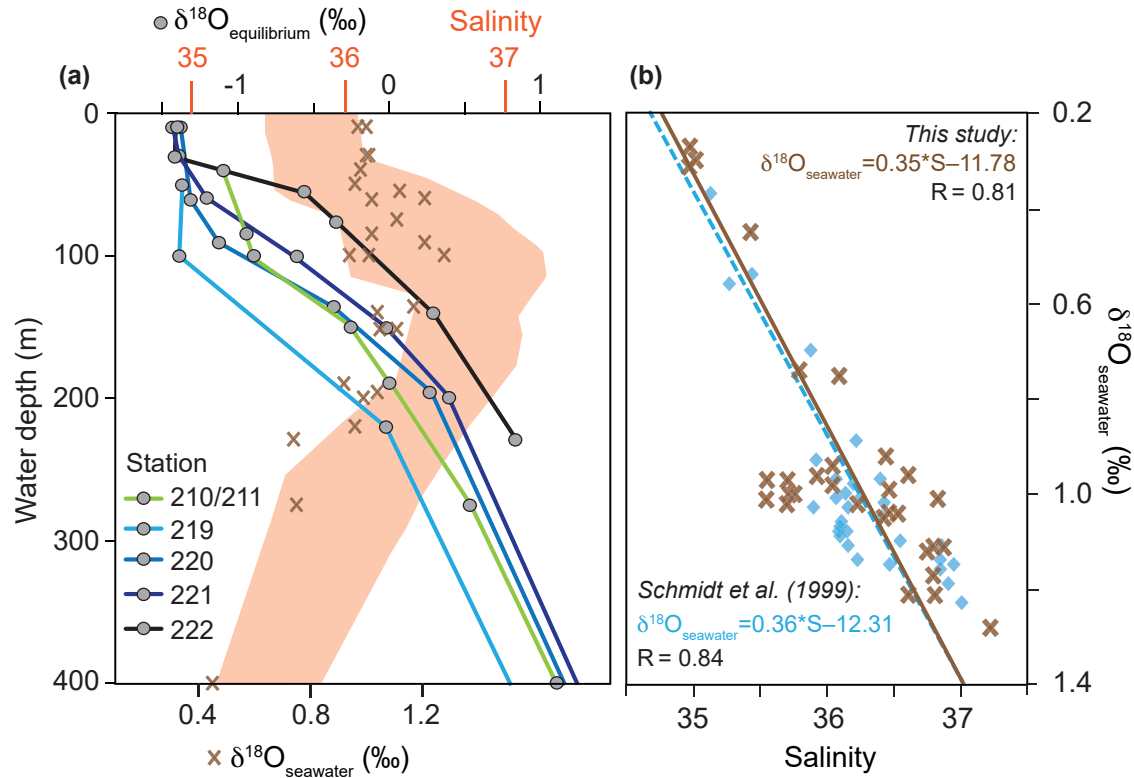 δ18Oequilibrium (‰)
Salinity
35
36
37
(a)
-1
0
1
0
100
200
300
400
Water depth (m)
Station
210/211
219
220
221
222
0.4
0.8
1.2
δ18Oseawater (‰)
(b)
This study:
δ18Oseawater=0.35*S–11.78
R = 0.81
Schmidt et al. (1999):
δ18Oseawater=0.36*S–12.31
R = 0.84
0.2
0.6
1.0
1.4
δ18Oseawater (‰)
35
36
37
Salinity